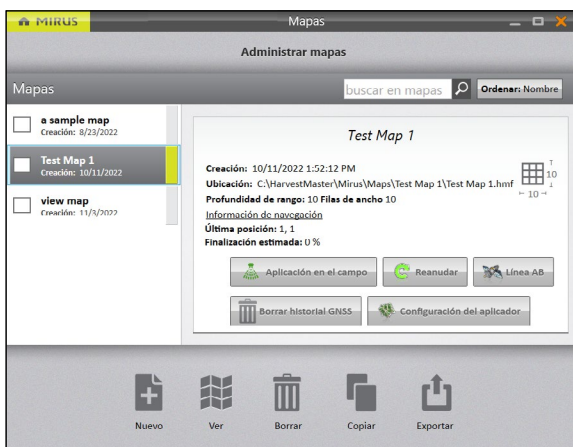 MIRUS
Mapas
Administrar mapas
Mapas
buscar en mapas
Ordenar: Nombre
a sample map
Creación: 8/23/2022
Test Map 1
Creación: 10/11/2022
view map
Creación: 11/3/2022
Test Map 1
Creación: 10/11/2022 1:52:12 PM
Ubicación: C:\HarvestMaster\Mirus\Maps\Test Map 1\Test Map 1.hmf
Profundidad de rango: 10 Filas de ancho 10
10
10
Información de navegación
Última posición: 1, 1
Finalización estimada: 0 %
Aplicación en el campo
Reanudar
Línea AB
Borrar historial GNSS
Configuración del aplicador
Nuevo
Ver
Borrar
Copiar
Exportar